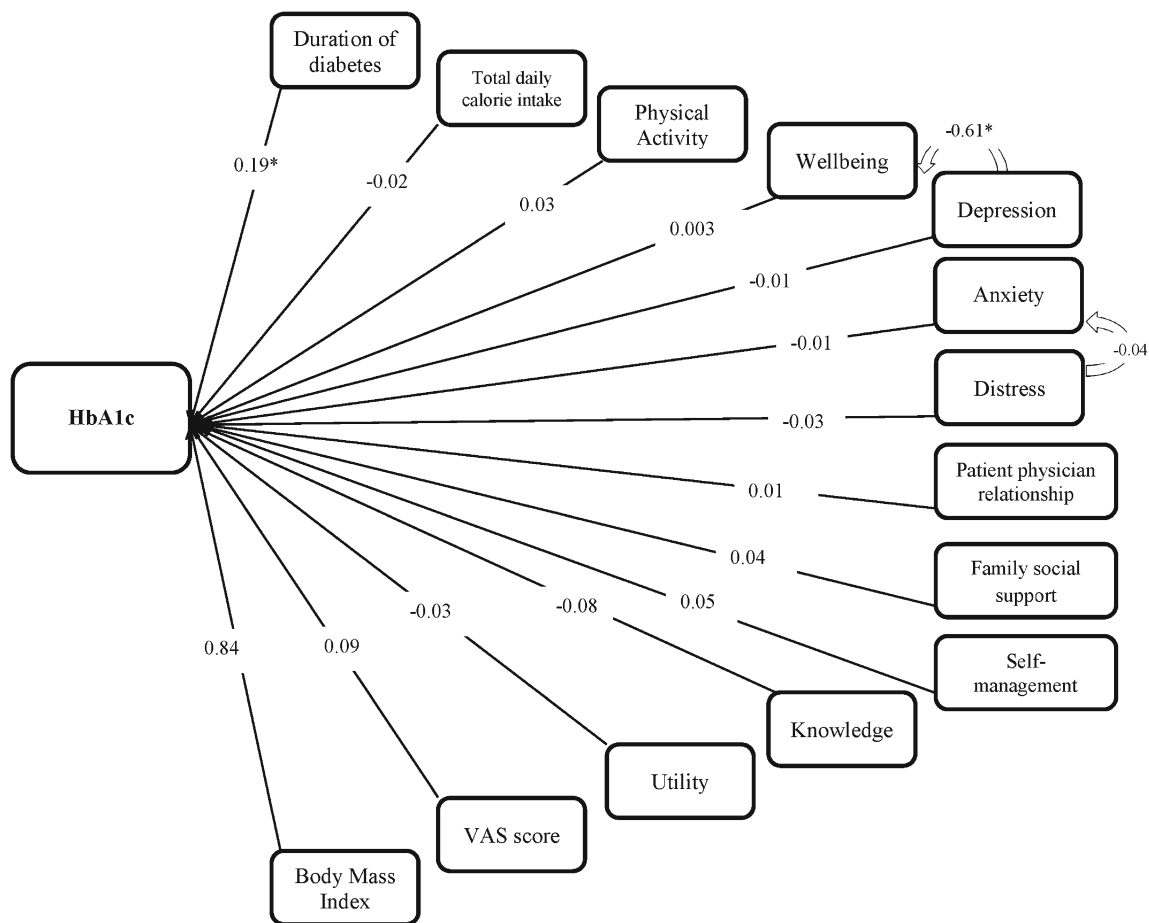 Duration of
diabetes
Total daily
calorie intake
Physical
Activity
Wellbeing
-0.61*
Depression
Anxiety
-0.04
Distress
Patient physician
relationship
Family social
support
Self-
management
Knowledge
Utility
VAS score
Body Mass
Index
HbA1c
0.19*
-0.02
0.03
0.003
-0.01
-0.01
-0.03
0.01
0.04
0.05
-0.08
-0.03
0.09
0.84